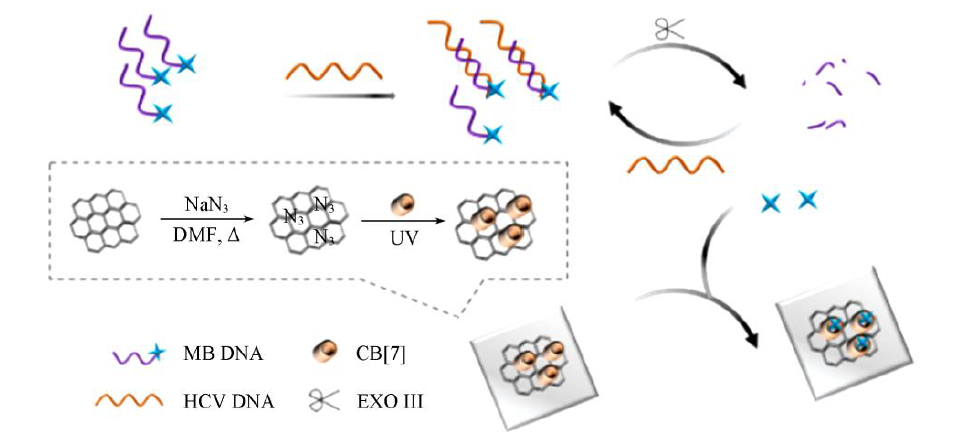 NaN₃
DMF, Δ
N₃
N₃
N₃
UV
MB DNA
CB[7]
HCV DNA
EXO III